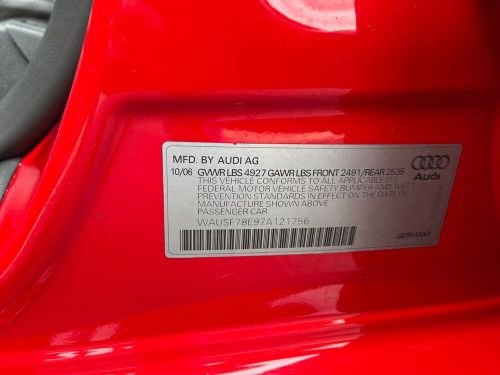 MFD. BY AUDI AG
10/06 GVWR LBS 4927 GAWR LBS FRONT 2491/REAR 2535
THIS VEHICLE CONFORMS TO ALL APPLICABLE U.S.
FEDERAL MOTOR VEHICLE SAFETY BUMPER AND THEFT
PREVENTION STANDARDS IN EFFECT ON THE DATE OF
MANUFACTURE SHOWN ABOVE
PASSENGER CAR
WAUSF78E97A121756
Audi
GERMANY